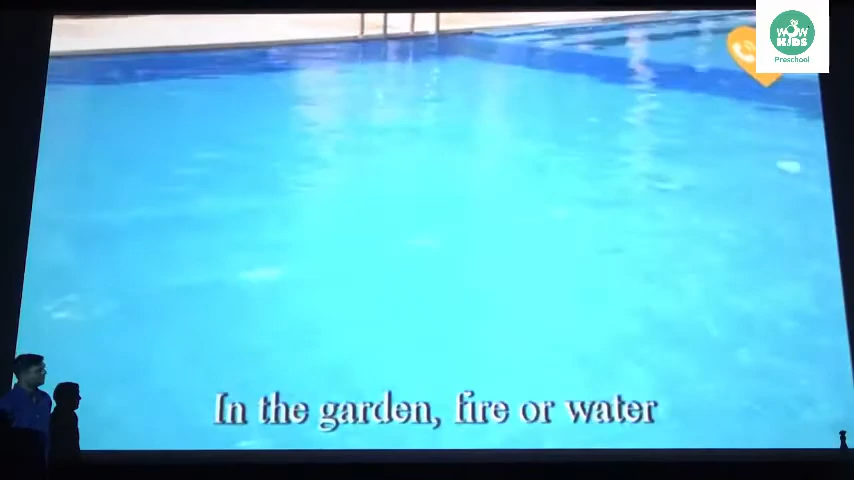 WOW
KIDS
Preschool
In the garden, fire or water